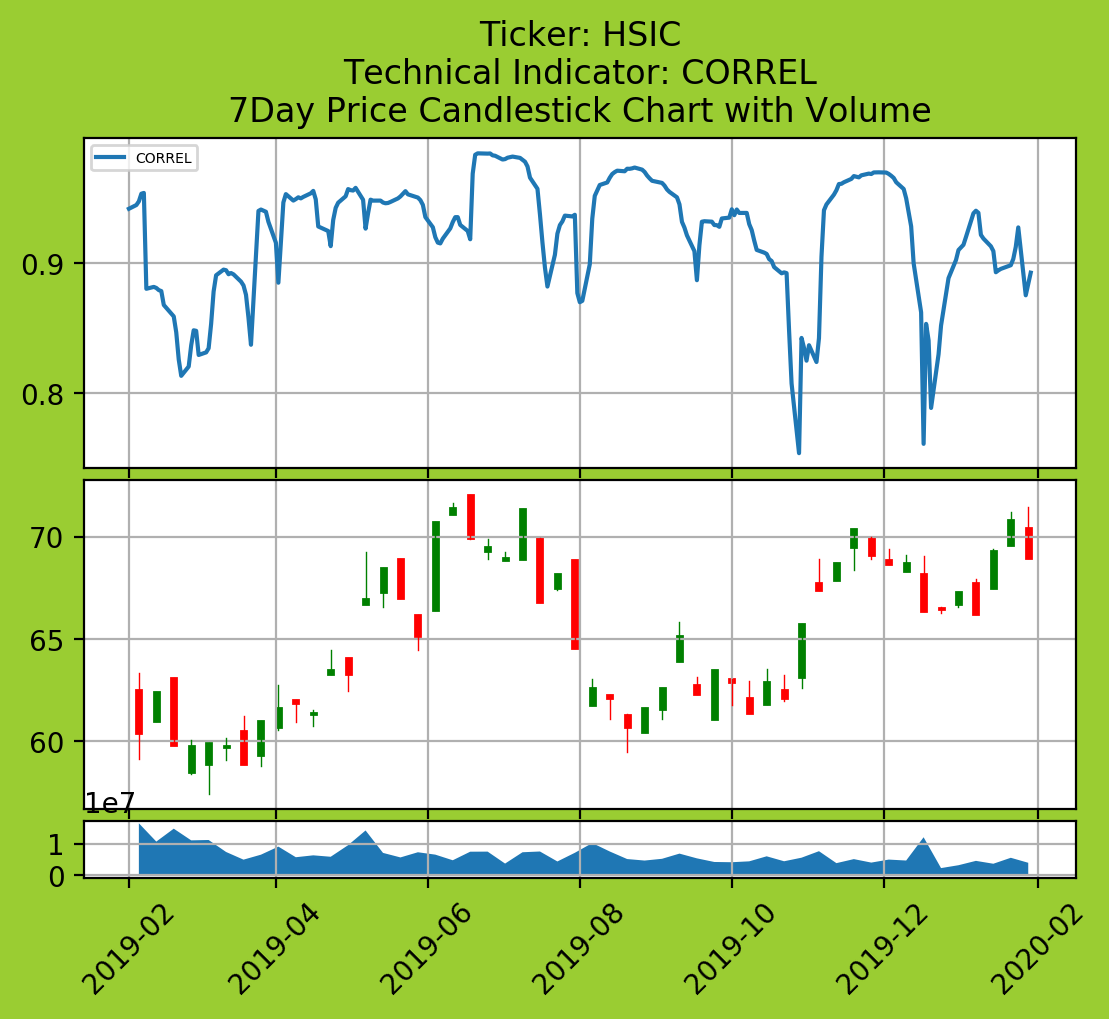 Ticker: HSIC
Technical Indicator: CORREL
7Day Price Candlestick Chart with Volume
CORREL
0.9
0.8
70
65
60
1e7
1
0
2019-02
2019-04
2019-06
2019-08
2019-10
2019-12
2020-02